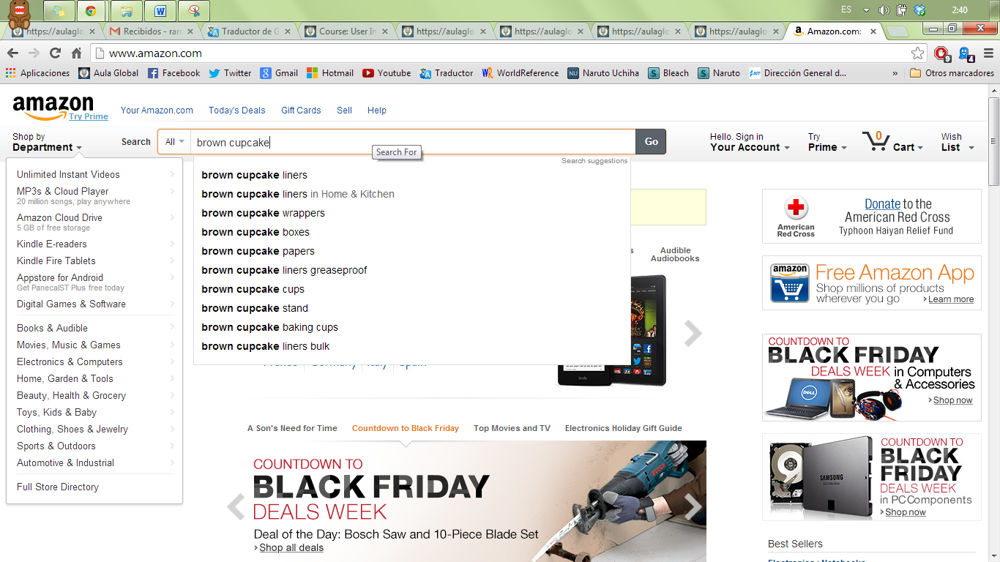 ES 2:40
https://aulaglo
Recibidos - ran
Traductor de G
Course: User In
https://aulaglo
https://aulaglo
https://aulaglo
https://aulaglo
Amazon.com:
www.amazon.com
9 4
Aplicaciones Aula Global Facebook Twitter Gmail Hotmail Youtube Traductor WorldReference Naruto Uchiha Bleach Naruto Dirección General d... » Otros marcadores
amazon
Try Prime
Your Amazon.com Today's Deals Gift Cards Sell Help
Shop by
Department
Search All brown cupcake Go
Search For
Hello. Sign in
Your Account
Try
Prime
0
Cart
Wish
List
Unlimited Instant Videos
MP3s & Cloud Player
20 million songs, play anywhere
Amazon Cloud Drive
5 GB of free storage
Kindle E-readers
Kindle Fire Tablets
Appstore for Android
Get PanecalST Plus free today
Digital Games & Software
Books & Audible
Movies, Music & Games
Electronics & Computers
Home, Garden & Tools
Beauty, Health & Grocery
Toys, Kids & Baby
Clothing, Shoes & Jewelry
Sports & Outdoors
Automotive & Industrial
Full Store Directory
Search suggestions
brown cupcake liners
brown cupcake liners in Home & Kitchen
brown cupcake wrappers
brown cupcake boxes
brown cupcake papers
brown cupcake liners greaseproof
brown cupcake cups
brown cupcake stand
brown cupcake baking cups
brown cupcake liners bulk
Audible
Audiobooks
France Germany Italy Spain
kindle
A Son's Need for Time Countdown to Black Friday Top Movies and TV Electronics Holiday Gift Guide
COUNTDOWN TO
BLACK FRIDAY
DEALS WEEK
Deal of the Day: Bosch Saw and 10-Piece Blade Set
Shop all deals
BOSCH
American
Red Cross
Donate to the
American Red Cross
Typhoon Haiyan Relief Fund
amazon
Free Amazon App
Shop millions of products
wherever you go
Learn more
COUNTDOWN TO
BLACK FRIDAY
DEALS WEEK in Computers
& Accessories
Shop now
DELL
COUNTDOWN TO
BLACK
FRIDAY
DEALS WEEK
in PC Components
Shop now
SAMSUNG
Best Sellers
Electronics : Notebooks